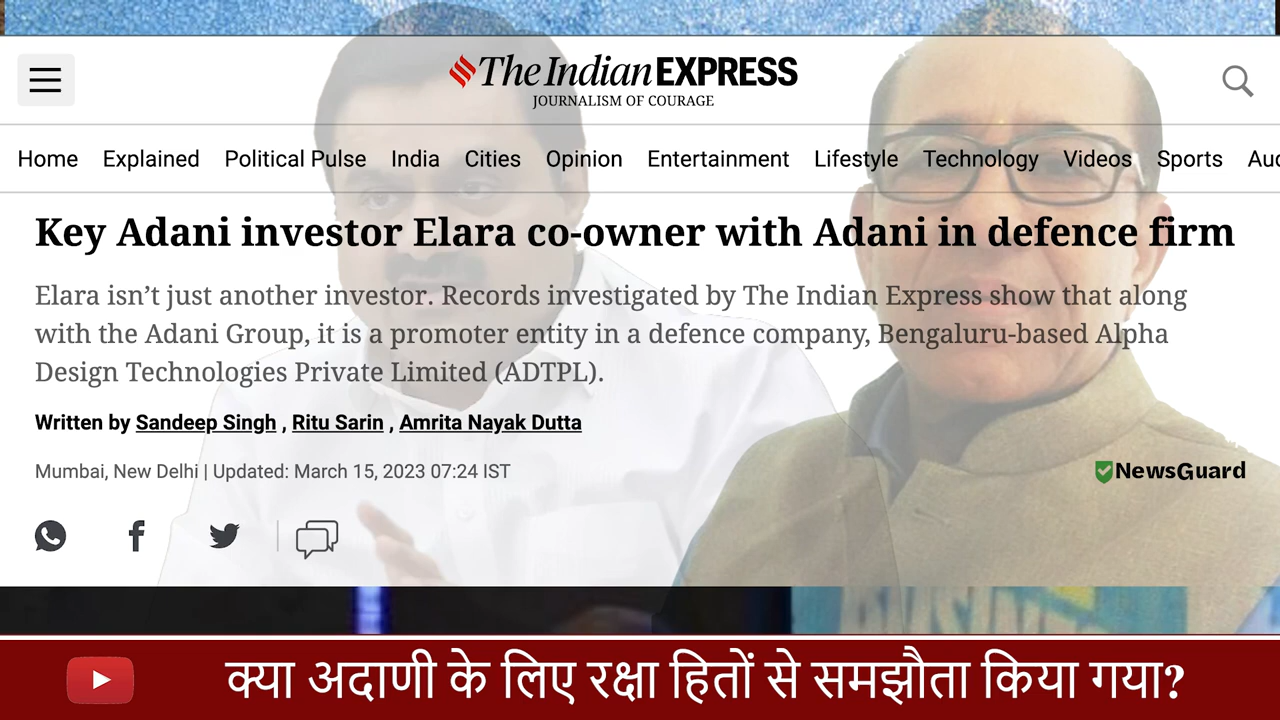 The Indian EXPRESS
JOURNALISM OF COURAGE
Home Explained Political Pulse India Cities Opinion Entertainment Lifestyle Technology Videos Sports
Key Adani investor Elara co-owner with Adani in defence firm
Elara isn’t just another investor. Records investigated by The Indian Express show that along
with the Adani Group, it is a promoter entity in a defence company, Bengaluru-based Alpha
Design Technologies Private Limited (ADTPL).
Written by Sandeep Singh , Ritu Sarin , Amrita Nayak Dutta
Mumbai, New Delhi | Updated: March 15, 2023 07:24 IST
NewsGuard
क्या अदाणी के लिए रक्षा हितों से समझौता किया गया?